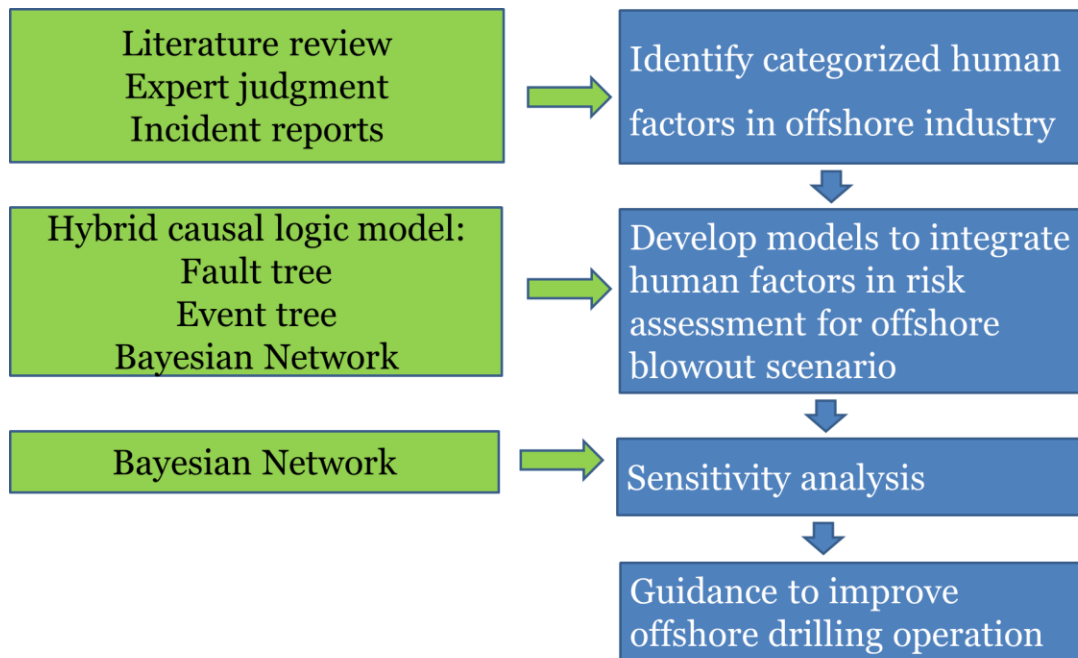 Literature review
Expert judgment
Incident reports
Identify categorized human
factors in offshore industry
Hybrid causal logic model:
Fault tree
Event tree
Bayesian Network
Develop models to integrate
human factors in risk
assessment for offshore
blowout scenario
Bayesian Network
Sensitivity analysis
Guidance to improve
offshore drilling operation